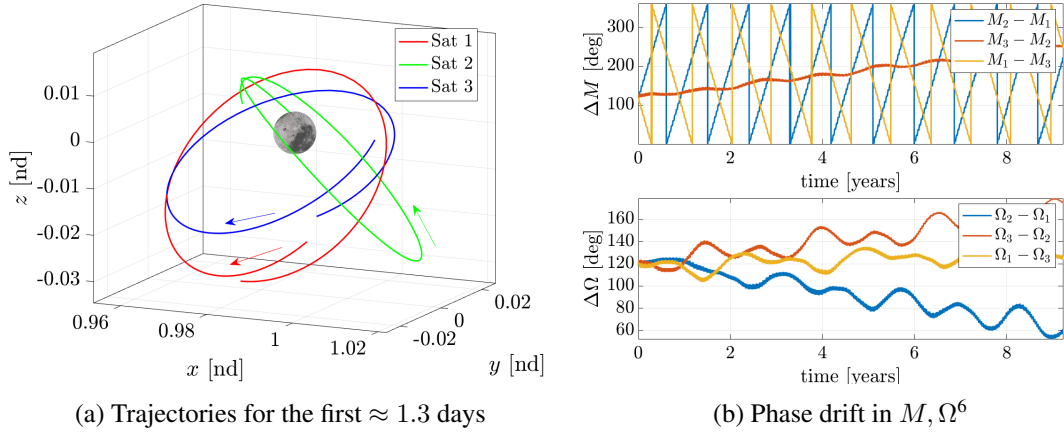 Sat 1
Sat 2
Sat 3
0.01
0
-0.01
-0.02
-0.03
z [nd]
0.96
0.98
1
1.02
x [nd]
-0.02
0
0.02
y [nd]
(a) Trajectories for the first ≈ 1.3 days
300
200
100
ΔM [deg]
M₂ − M₁
M₃ − M₂
M₁ − M₃
0 2 4 6 8
time [years]
160
140
120
100
80
60
ΔΩ [deg]
Ω₂ − Ω₁
Ω₃ − Ω₂
Ω₁ − Ω₃
0 2 4 6 8
time [years]
(b) Phase drift in M, Ω⁶